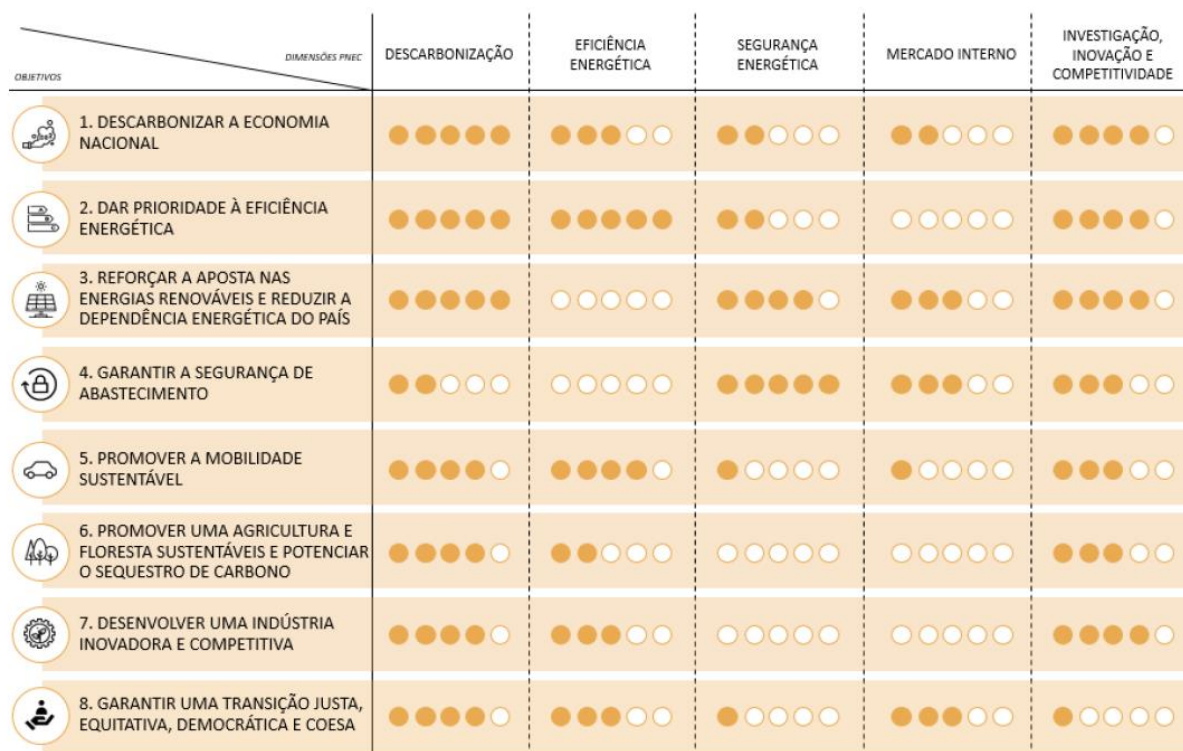 DIMENSÕES PNEC
OBJETIVOS
DESCARBONIZAÇÃO
EFICIÊNCIA
ENERGÉTICA
SEGURANÇA
ENERGÉTICA
MERCADO INTERNO
INVESTIGAÇÃO,
INOVAÇÃO E
COMPETITIVIDADE
1. DESCARBONIZAR A ECONOMIA
NACIONAL
2. DAR PRIORIDADE À EFICIÊNCIA
ENERGÉTICA
3. REFORÇAR A APOSTA NAS
ENERGIAS RENOVÁVEIS E REDUZIR A
DEPENDÊNCIA ENERGÉTICA DO PAÍS
4. GARANTIR A SEGURANÇA DE
ABASTECIMENTO
5. PROMOVER A MOBILIDADE
SUSTENTÁVEL
6. PROMOVER UMA AGRICULTURA E
FLORESTA SUSTENTÁVEIS E POTENCIAR
O SEQUESTRO DE CARBONO
7. DESENVOLVER UMA INDÚSTRIA
INOVADORA E COMPETITIVA
8. GARANTIR UMA TRANSIÇÃO JUSTA,
EQUITATIVA, DEMOCRÁTICA E COESA